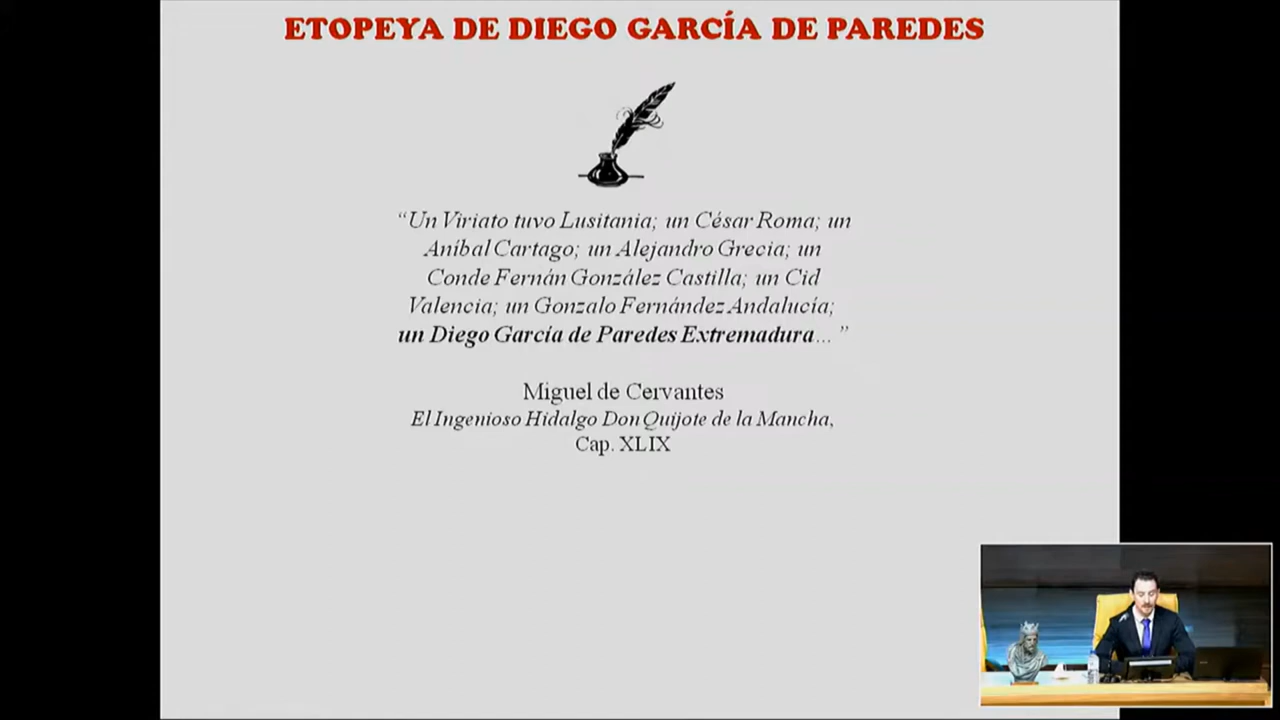 ETOPEYA DE DIEGO GARCÍA DE PAREDES
“Un Viriato tuvo Lusitania; un César Roma; un
Aníbal Cartago; un Alejandro Grecia; un
Conde Fernán González Castilla; un Cid
Valencia; un Gonzalo Fernández Andalucía;
un Diego García de Paredes Extremadura... ”
Miguel de Cervantes
El Ingenioso Hidalgo Don Quijote de la Mancha,
Cap. XLIX